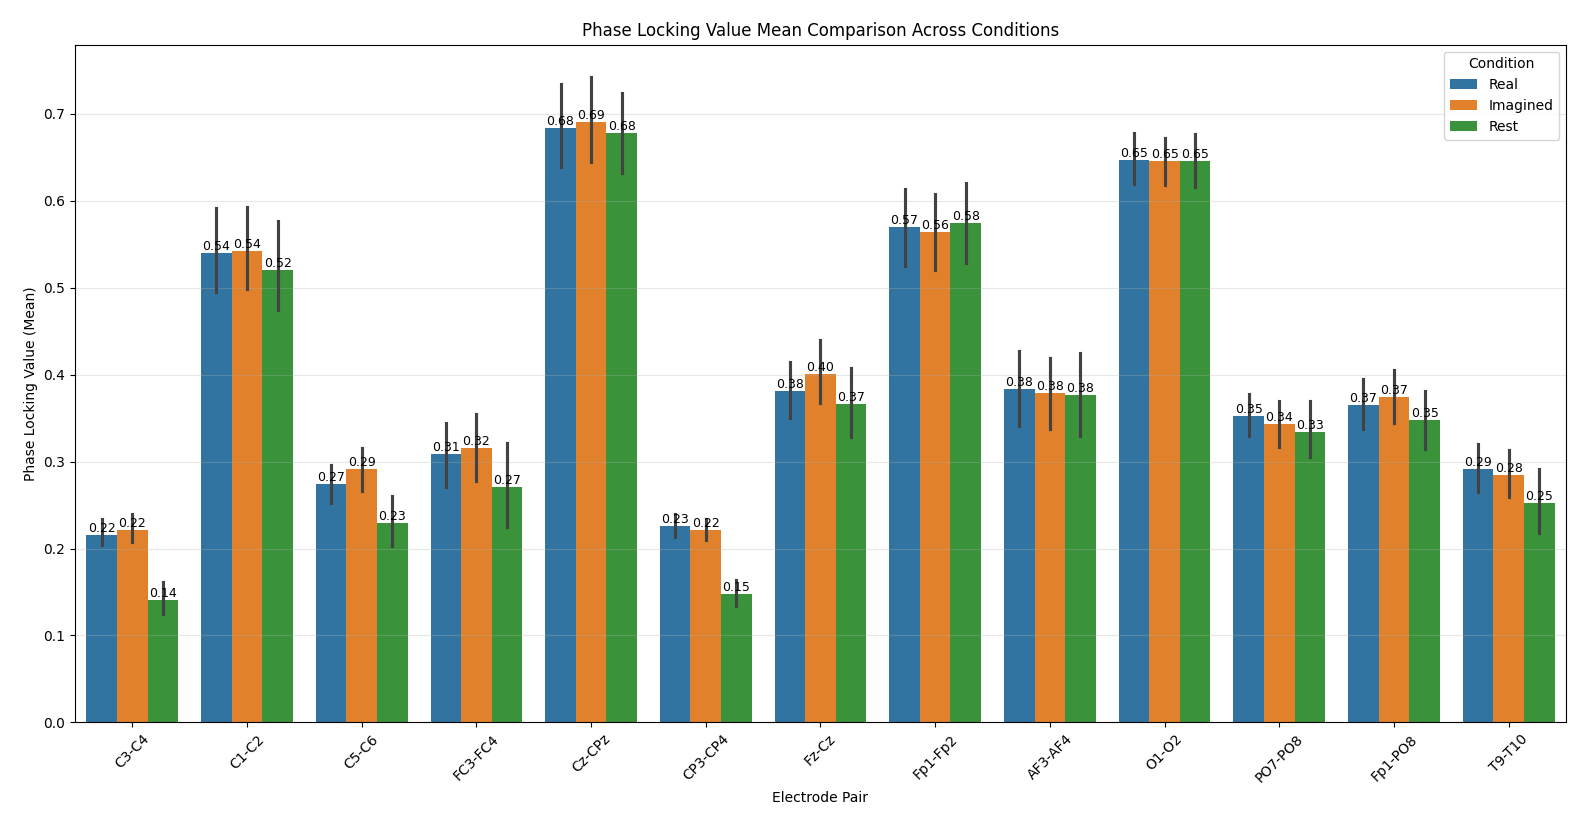 Phase Locking Value Mean Comparison Across Conditions
Condition
Real
Imagined
Rest
Phase Locking Value (Mean)
0.7
0.6
0.5
0.4
0.3
0.2
0.1
0.0
0.22 0.22 0.14
0.54 0.54 0.52
0.27 0.29 0.23
0.31 0.32 0.27
0.68 0.69 0.68
0.23 0.22 0.15
0.38 0.40 0.37
0.57 0.56 0.58
0.38 0.38 0.38
0.65 0.65 0.65
0.35 0.34 0.33
0.37 0.37 0.35
0.29 0.28 0.25
C3-C4
C1-C2
C5-C6
FC3-FC4
Cz-CPz
CP3-CP4
Fz-Cz
Fp1-Fp2
AF3-AF4
O1-O2
PO7-PO8
Fp1-PO8
T9-T10
Electrode Pair